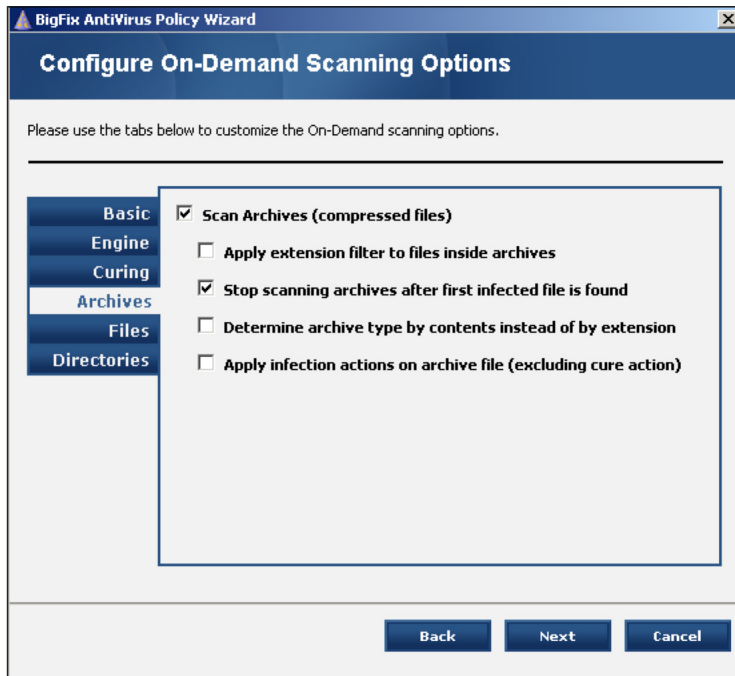 BigFix AntiVirus Policy Wizard
Configure On-Demand Scanning Options
Please use the tabs below to customize the On-Demand scanning options.
Basic
Engine
Curing
Archives
Files
Directories
Scan Archives (compressed files)
Apply extension filter to files inside archives
Stop scanning archives after first infected file is found
Determine archive type by contents instead of by extension
Apply infection actions on archive file (excluding cure action)
Back
Next
Cancel